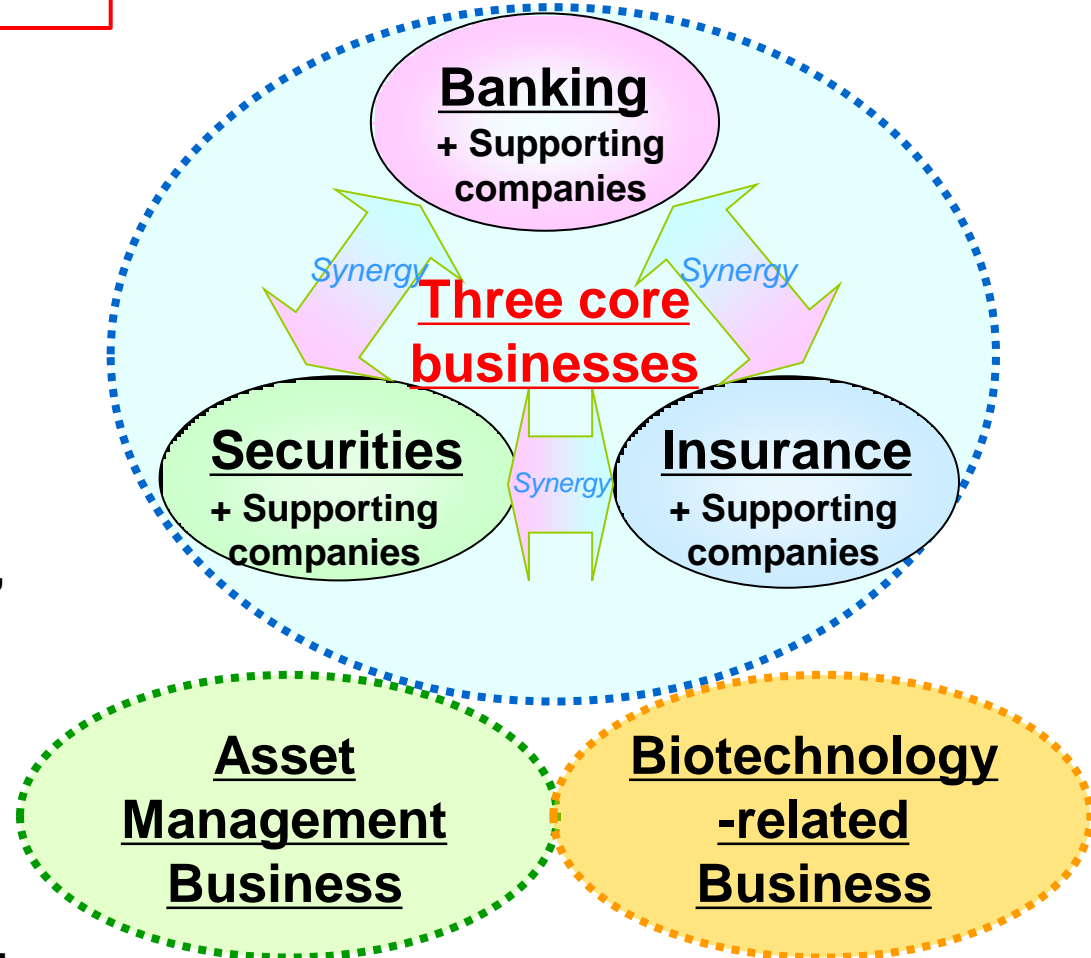 Banking
+ Supporting
companies
Synergy
Synergy
Three core
businesses
Securities
+ Supporting
companies
Synergy
Insurance
+ Supporting
companies
,
Asset
Management
Business
Biotechnology
-related
Business